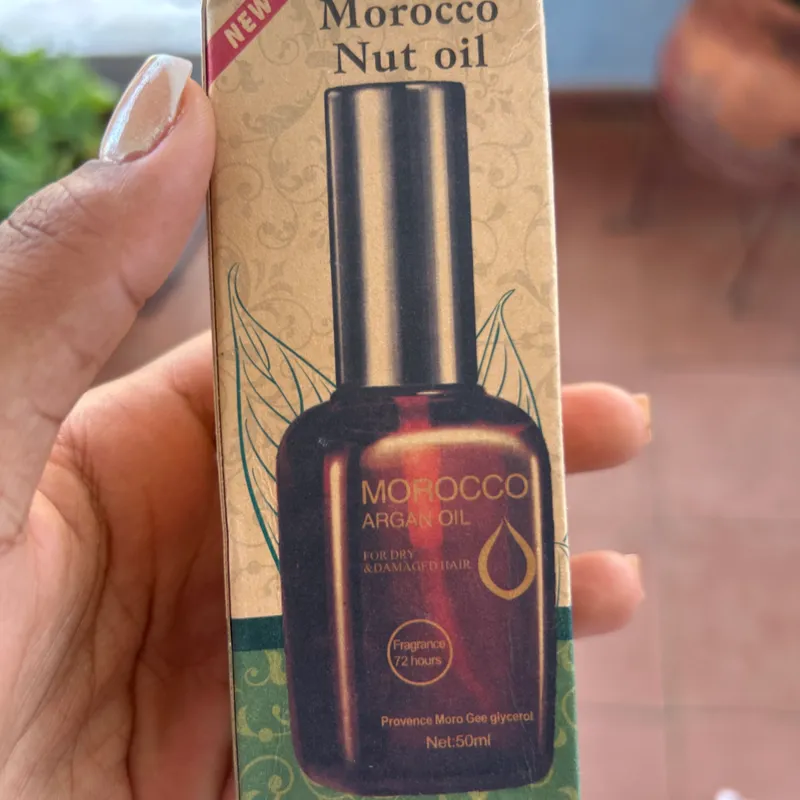 NEW
Morocco
Nut oil
MOROCCO
ARGAN OIL
FOR DRY
&DAMAGED HAIR
Fragrance
72 hours
Provence Moro Gee glycerol
Net:50ml